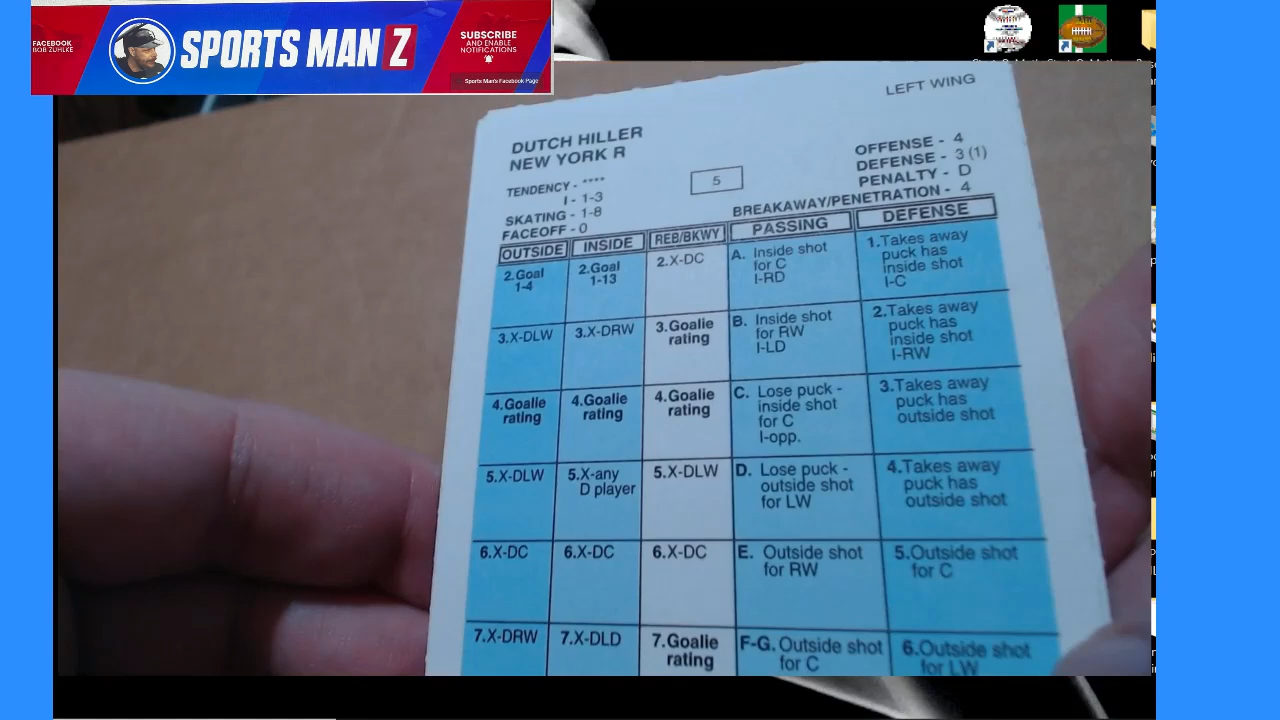 FACEBOOK
BOB ZUHLKE
SPORTS MAN Z
SUBSCRIBE
AND ENABLE
NOTIFICATIONS
Sports Man's Facebook Page
LEFT WING
DUTCH HILLER
NEW YORK R
OFFENSE - 4
DEFENSE - 3 (1)
PENALTY - D
BREAKAWAY/PENETRATION - 4
TENDENCY - ****
I - 1-3
SKATING - 1-8
FACEOFF - 0
5
OUTSIDE INSIDE REB/BKWY PASSING DEFENSE
2.Goal
1-4
2.Goal
1-13
2.X-DC
A. Inside shot
for C
I-RD
1.Takes away
puck has
inside shot
I-C
3.X-DLW
3.X-DRW
3.Goalie
rating
B. Inside shot
for RW
I-LD
2.Takes away
puck has
inside shot
I-RW
4.Goalie
rating
4.Goalie
rating
4.Goalie
rating
C. Lose puck -
inside shot
for C
I-opp.
3.Takes away
puck has
outside shot
5.X-DLW
5.X-any
D player
5.X-DLW
D. Lose puck -
outside shot
for LW
4.Takes away
puck has
outside shot
6.X-DC
6.X-DC
6.X-DC
E. Outside shot
for RW
5.Outside shot
for C
7.X-DRW
7.X-DLD
7.Goalie
rating
F-G. Outside shot
for C
6.Outside shot
for LW